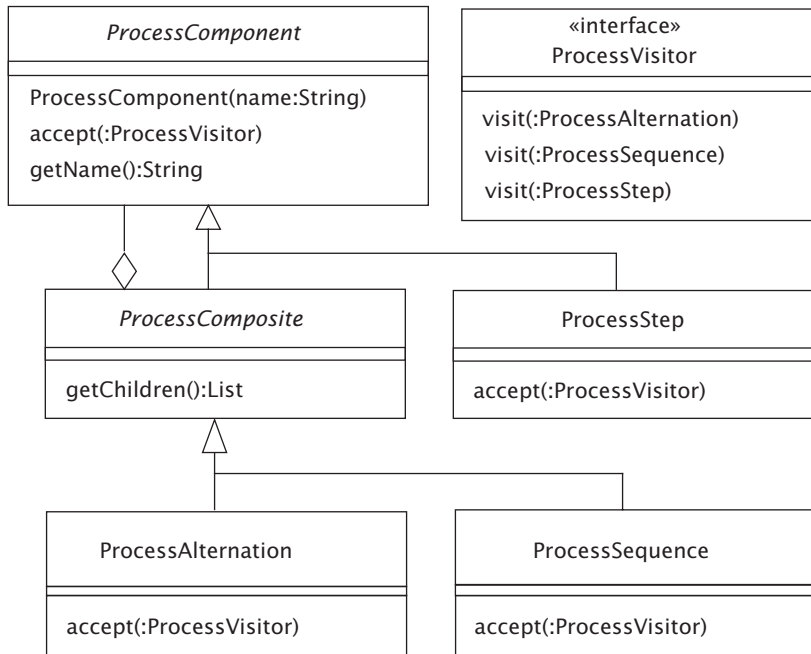 ProcessComponent
ProcessComponent(name:String)
accept(:ProcessVisitor)
getName():String
«interface»
ProcessVisitor
visit(:ProcessAlternation)
visit(:ProcessSequence)
visit(:ProcessStep)
ProcessComposite
getChildren():List
ProcessStep
accept(:ProcessVisitor)
ProcessAlternation
accept(:ProcessVisitor)
ProcessSequence
accept(:ProcessVisitor)